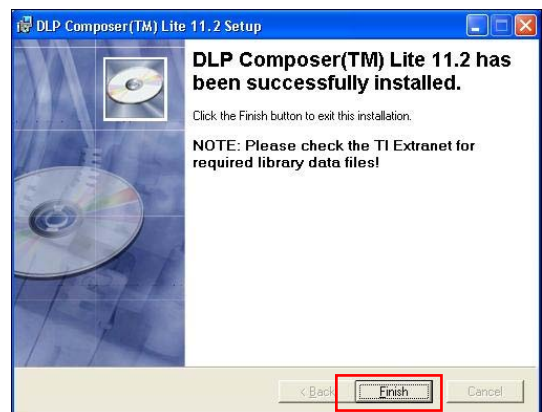 DLP Composer(TM) Lite 11.2 Setup
DLP Composer(TM) Lite 11.2 has
been successfully installed.
Click the Finish button to exit this installation.
NOTE: Please check the TI Extranet for
required library data files!
< Back Finish Cancel